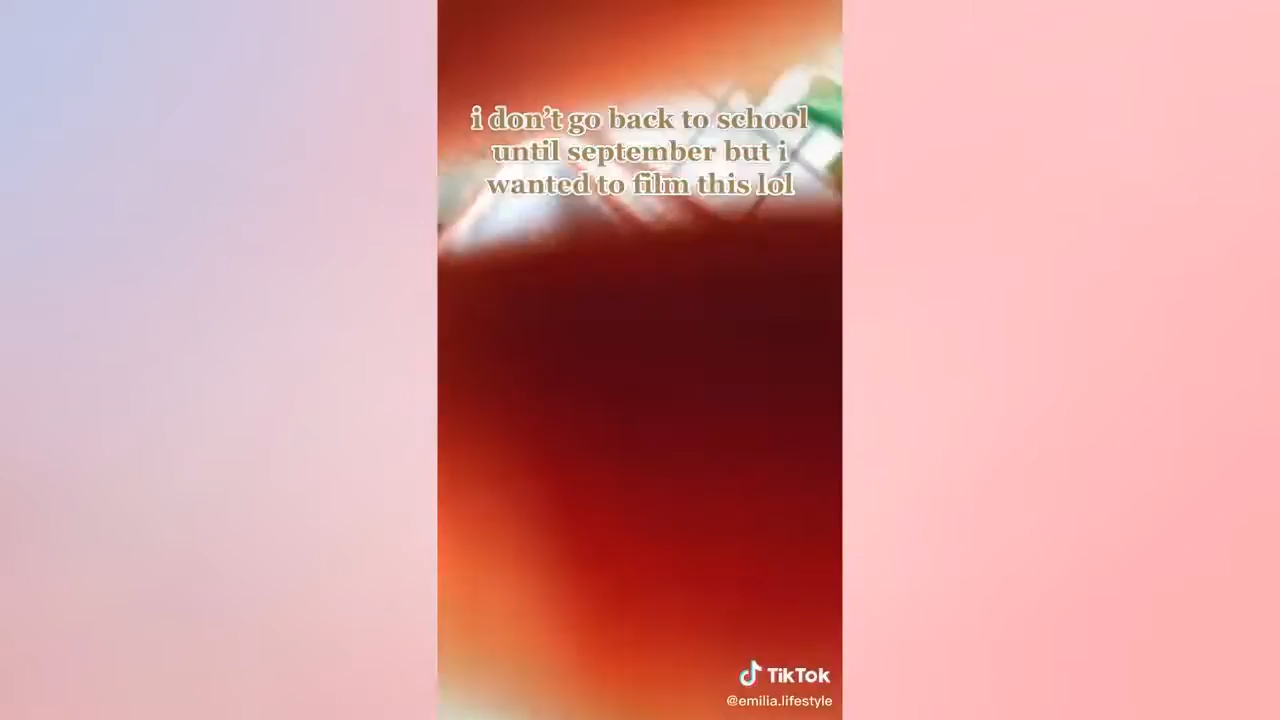 i don't go back to school
until september but i
wanted to film this lol
TikTok
@emilia.lifestyle